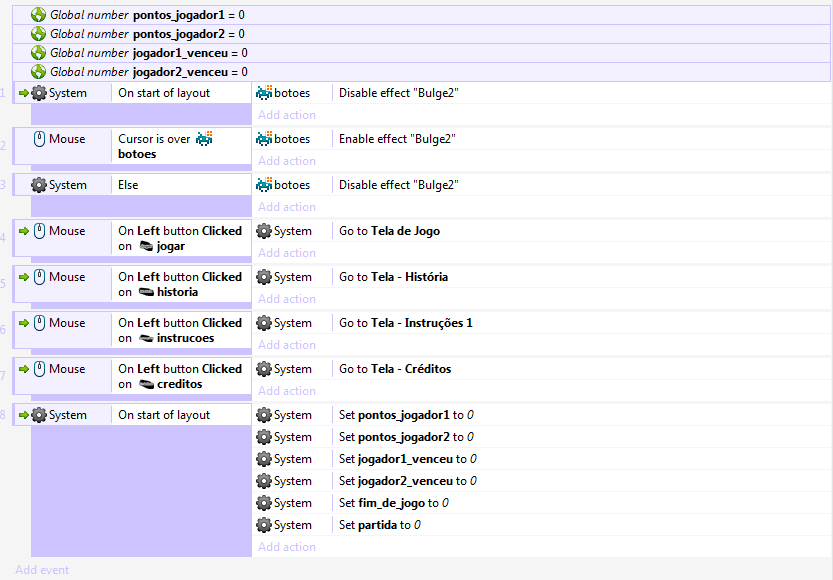 Global number pontos_jogador1 = 0
Global number pontos_jogador2 = 0
Global number jogador1_venceu = 0
Global number jogador2_venceu = 0
1 System On start of layout botoes Disable effect "Bulge2"
Add action
2 Mouse Cursor is over botoes Enable effect "Bulge2"
botoes Add action
3 System Else botoes Disable effect "Bulge2"
Add action
4 Mouse On Left button Clicked System Go to Tela de Jogo
on jogar Add action
5 Mouse On Left button Clicked System Go to Tela - História
on historia Add action
6 Mouse On Left button Clicked System Go to Tela - Instruções 1
on instrucoes Add action
7 Mouse On Left button Clicked System Go to Tela - Créditos
on creditos Add action
8 System On start of layout System Set pontos_jogador1 to 0
System Set pontos_jogador2 to 0
System Set jogador1_venceu to 0
System Set jogador2_venceu to 0
System Set fim_de_jogo to 0
System Set partida to 0
Add action
Add event